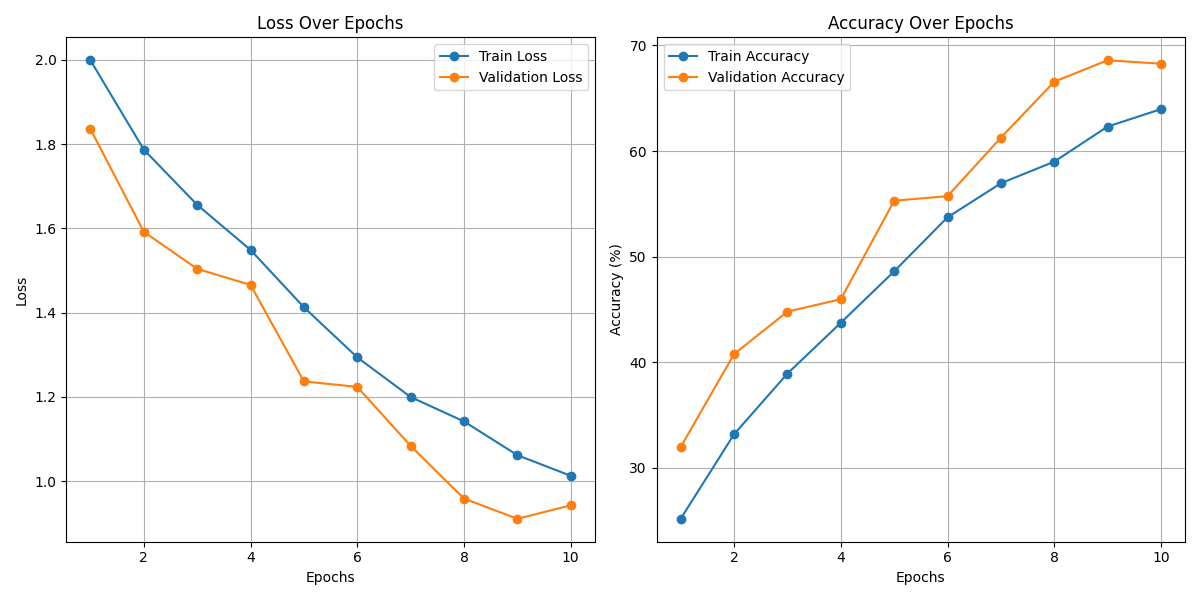 Loss Over Epochs
Train Loss
Validation Loss
2.0
1.8
1.6
1.4
1.2
1.0
Loss
2 4 6 8 10
Epochs
Accuracy Over Epochs
Train Accuracy
Validation Accuracy
70
60
50
40
30
Accuracy (%)
2 4 6 8 10
Epochs